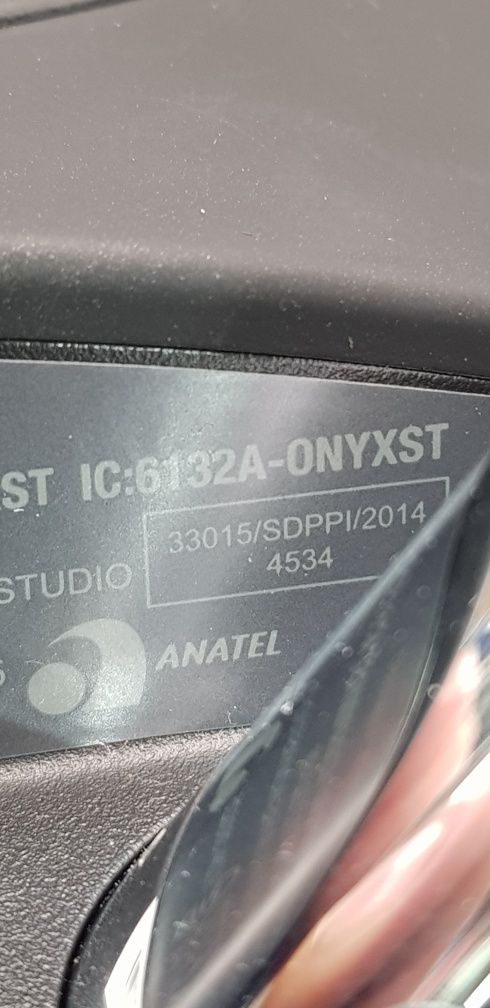 ST IC:6132A-ONYXST
33015/SDPPI/2014
4534
STUDIO
ANATEL